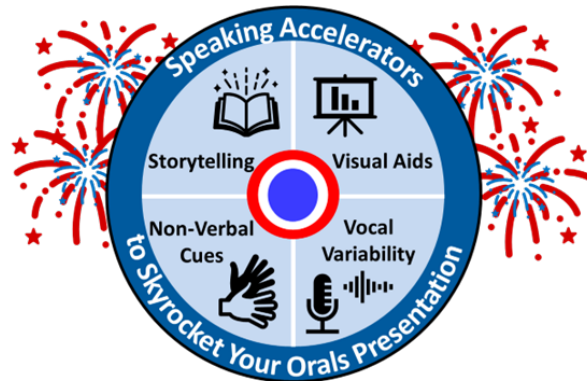 Speaking Accelerators
Storytelling
Visual Aids
Non-Verbal
Cues
Vocal
Variability
to Skyrocket Your Orals Presentation